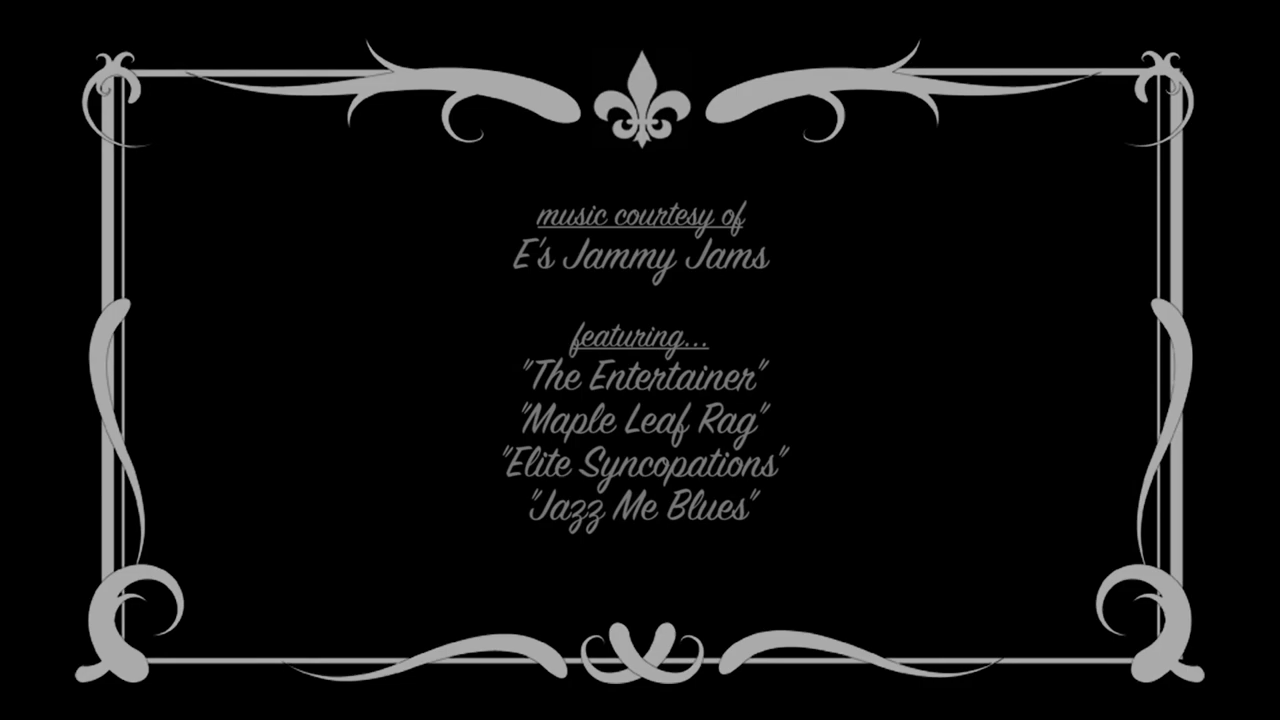 music courtesy of
E's Jammy Jams
featuring...
"The Entertainer"
"Maple Leaf Rag"
"Elite Syncopations"
"Jazz Me Blues"